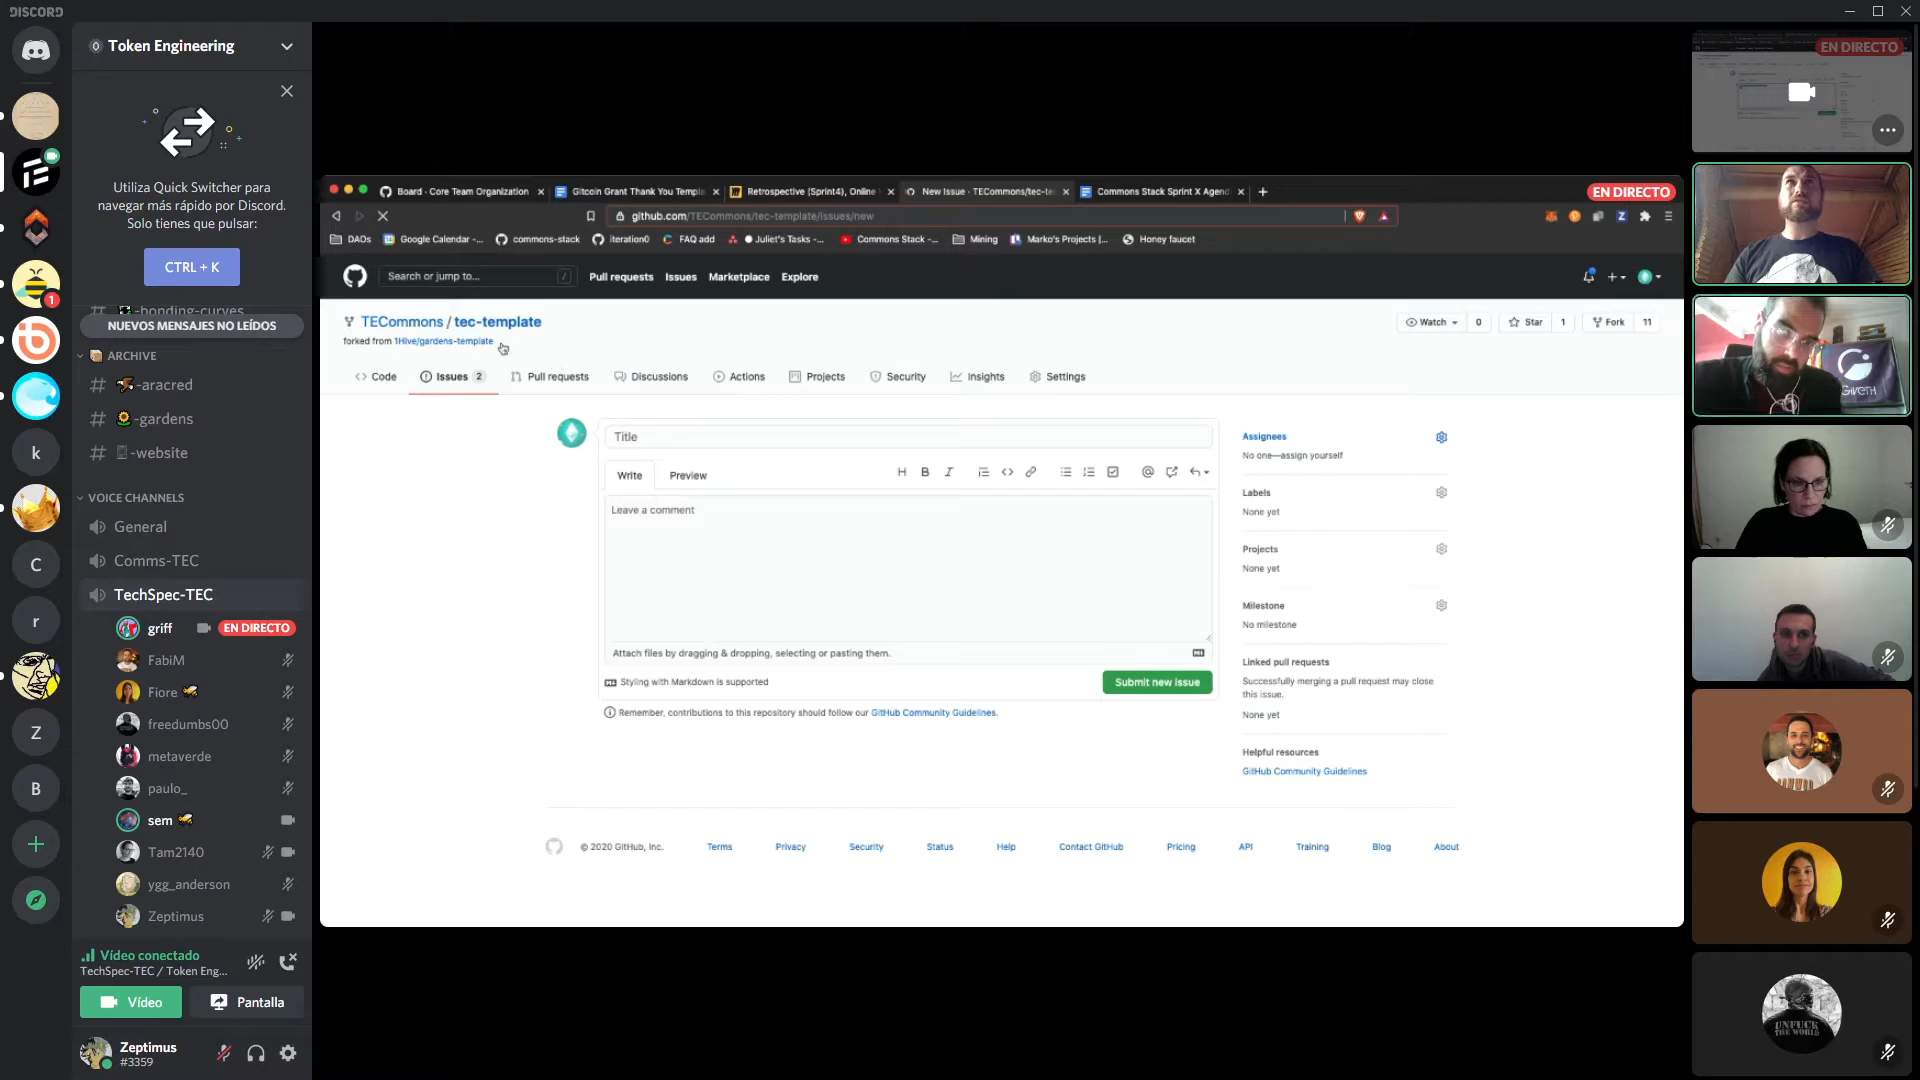 DISCORD
Token Engineering
Utiliza Quick Switcher para
navegar más rápido por Discord.
Solo tienes que pulsar:
CTRL + K
-bonding-curves
NUEVOS MENSAJES NO LEÍDOS
ARCHIVE
-aracred
-gardens
-website
VOICE CHANNELS
General
Comms-TEC
TechSpec-TEC
griff EN DIRECTO
FabiM
Fiore
freedumbs00
metaverde
paulo_
sem
Tam2140
ygg_anderson
Zeptimus
Vídeo conectado
TechSpec-TEC / Token Eng...
Vídeo Pantalla
Zeptimus
#3359
1
k
C
r
Z
B
Board · Core Team Organization
Gitcoin Grant Thank You Templa
Retrospective (Sprint4), Online
New Issue · TECommons/tec-te
Commons Stack Sprint X Agend
EN DIRECTO
github.com/TECommons/tec-template/issues/new
DAOs Google Calendar -... commons-stack iteration0 FAQ add Juliet's Tasks -... Commons Stack -... Mining Marko's Projects |... Honey faucet
Search or jump to... /
Pull requests Issues Marketplace Explore
TECommons / tec-template
forked from 1Hive/gardens-template
Watch 0 Star 1 Fork 11
Code Issues 2 Pull requests Discussions Actions Projects Security Insights Settings
Title
Write Preview
Leave a comment
Attach files by dragging & dropping, selecting or pasting them.
Styling with Markdown is supported
Submit new issue
Remember, contributions to this repository should follow our GitHub Community Guidelines.
Assignees
No one—assign yourself
Labels
None yet
Projects
None yet
Milestone
No milestone
Linked pull requests
Successfully merging a pull request may close
this issue.
None yet
Helpful resources
GitHub Community Guidelines
© 2020 GitHub, Inc. Terms Privacy Security Status Help Contact GitHub Pricing API Training Blog About
EN DIRECTO
GIVETH
UNFUCK
THE WORLD